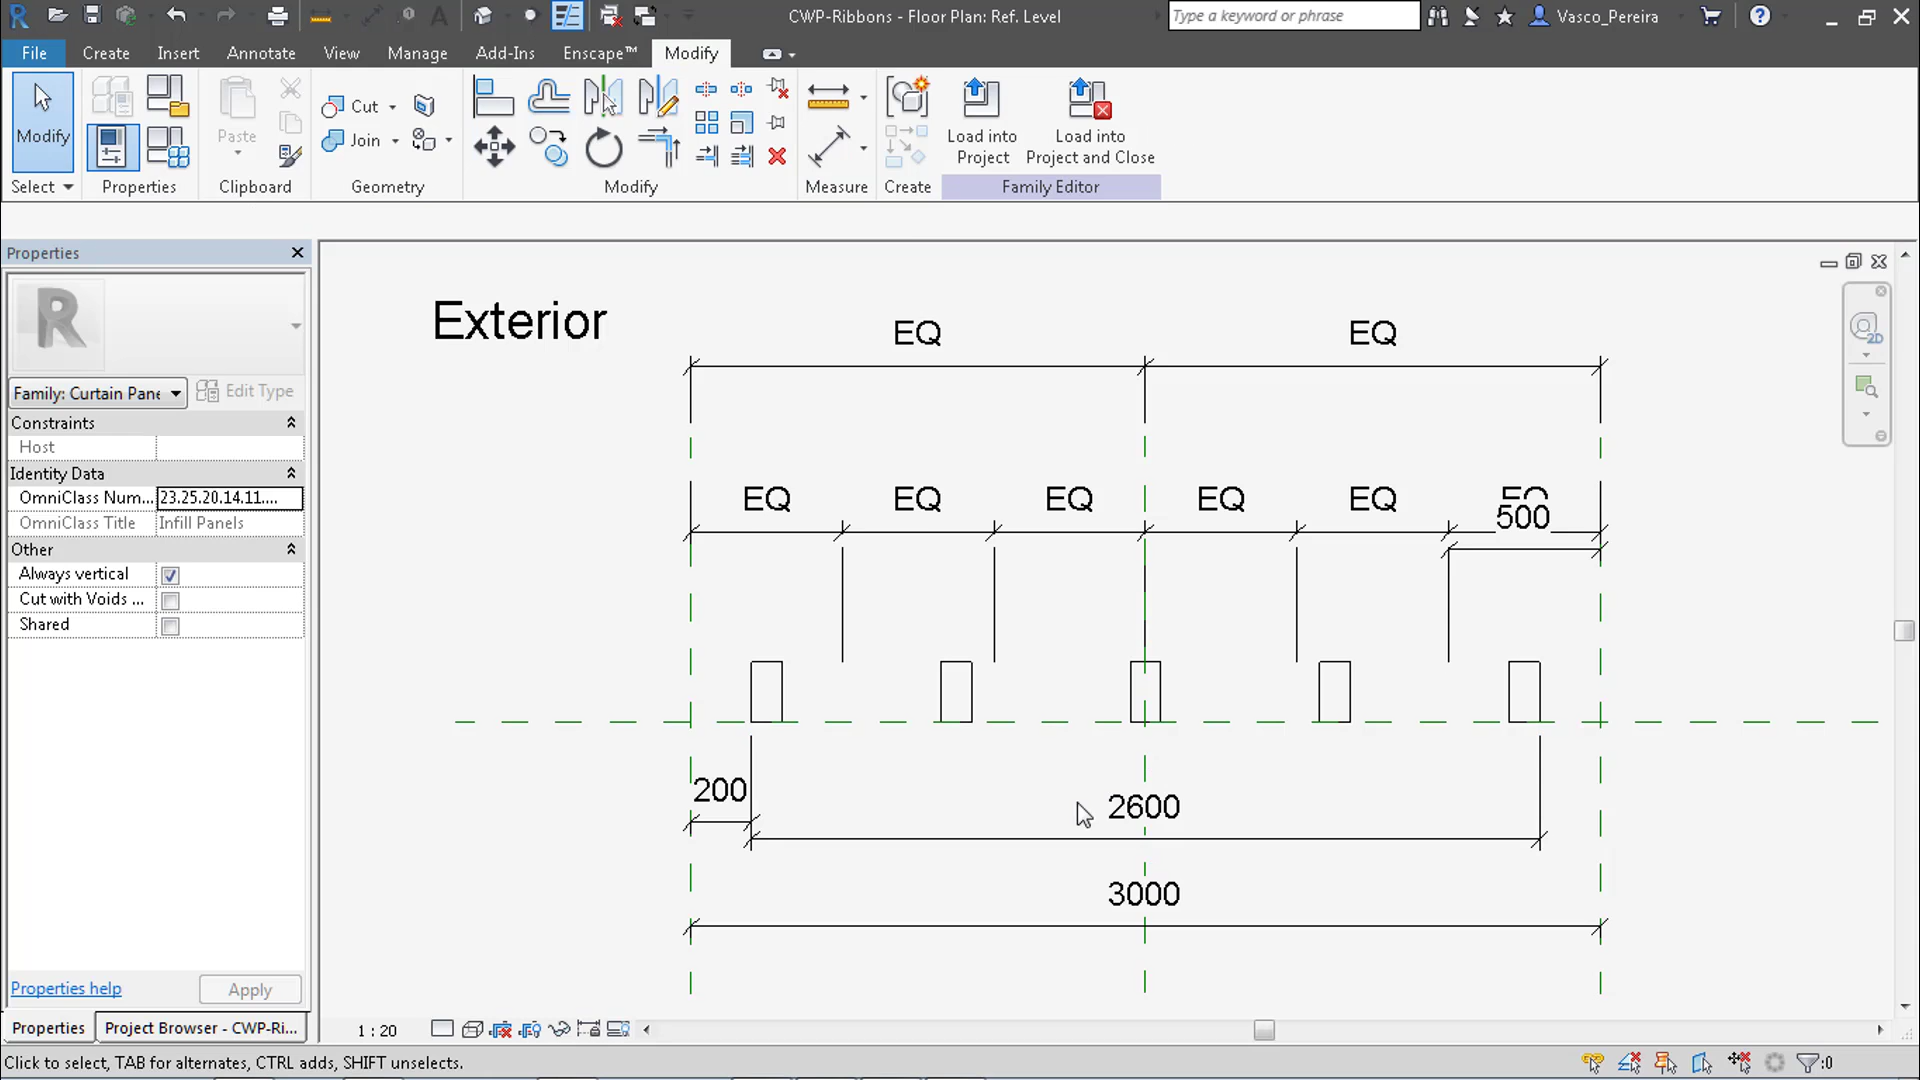 CWP-Ribbons - Floor Plan: Ref. Level
Type a keyword or phrase
Vasco_Pereira
File Create Insert Annotate View Manage Add-Ins Enscape™ Modify
Modify
Paste
Cut
Join
Load into Project
Load into Project and Close
Select Properties Clipboard Geometry Modify Measure Create Family Editor
Properties
Family: Curtain Pane
Edit Type
Constraints
Host
Identity Data
OmniClass Num... 23.25.20.14.11....
OmniClass Title Infill Panels
Other
Always vertical
Cut with Voids ...
Shared
Properties help
Apply
Properties
Project Browser - CWP-Ri...
Exterior
EQ EQ
EQ EQ EQ EQ EQ EQ
500
200
2600
3000
1 : 20
2D
Click to select, TAB for alternates, CTRL adds, SHIFT unselects.
:0